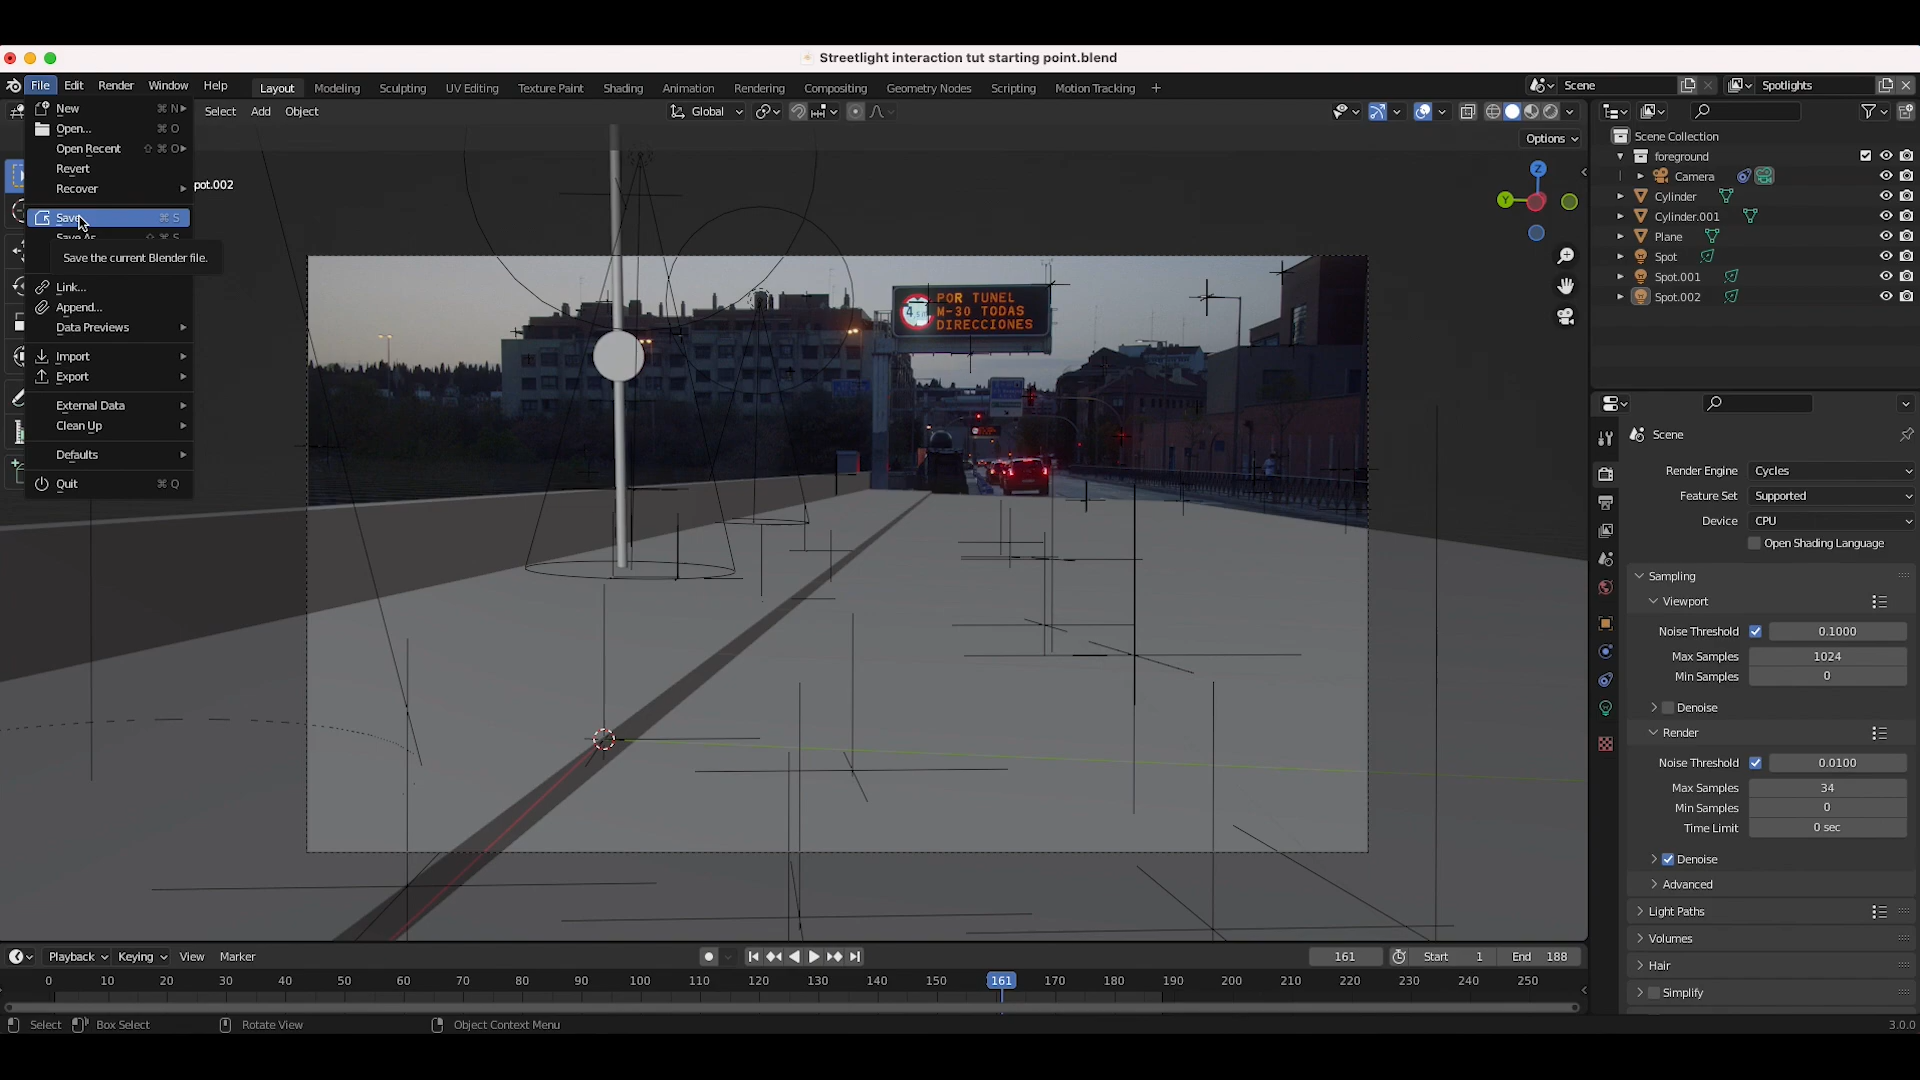 Streetlight interaction tut starting point.blend
File Edit Render Window Help
Layout Modeling Sculpting UV Editing Texture Paint Shading Animation Rendering Compositing Geometry Nodes Scripting Motion Tracking +
Scene
Spotlights
Select Add Object
Global
Options
New ⌘ N
Open... ⌘ O
Open Recent ⇧ ⌘ O
Revert
Recover
Save ⌘ S
Save As ⇧ ⌘ S
Save the current Blender file.
Link...
Append...
Data Previews
Import
Export
External Data
Clean Up
Defaults
Quit ⌘ Q
pot.002
Z
Y
POR TUNEL
M-30 TODAS
DIRECCIONES
Scene Collection
foreground
Camera
Cylinder
Cylinder.001
Plane
Spot
Spot.001
Spot.002
Scene
Render Engine Cycles
Feature Set Supported
Device CPU
Open Shading Language
Sampling
Viewport
Noise Threshold 0.1000
Max Samples 1024
Min Samples 0
Denoise
Render
Noise Threshold 0.0100
Max Samples 34
Min Samples 0
Time Limit 0 sec
Denoise
Advanced
Light Paths
Volumes
Hair
Simplify
Playback Keying View Marker
161 Start 1 End 188
0 10 20 30 40 50 60 70 80 90 100 110 120 130 140 150 161 170 180 190 200 210 220 230 240 250
Select Box Select Rotate View Object Context Menu
3.0.0